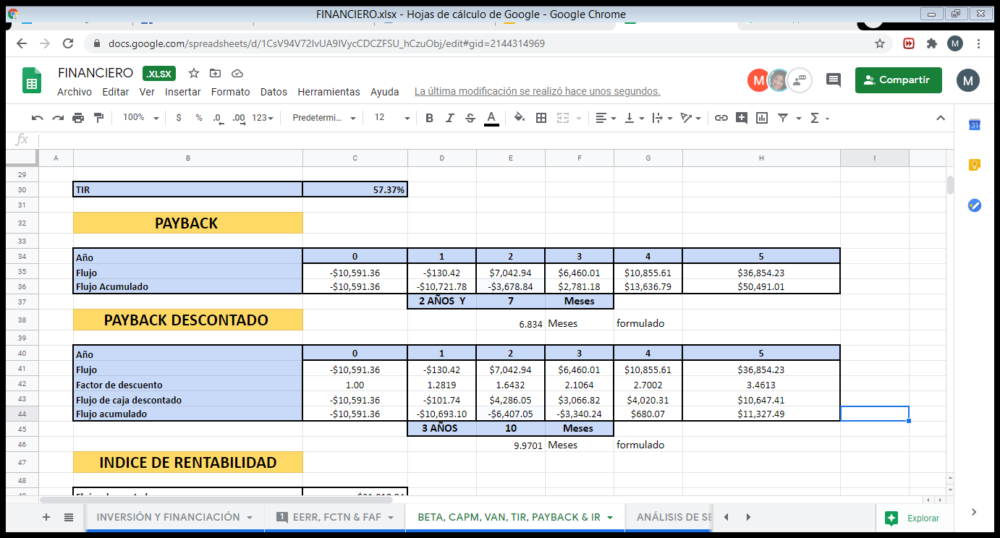 FINANCIERO.xlsx - Hojas de cálculo de Google - Google Chrome
docs.google.com/spreadsheets/d/1CsV94V72IvUA9IVycCDCZFSU_hCzuObj/edit#gid=2144314969
M
FINANCIERO .XLSX
M Compartir M
Archivo Editar Ver Insertar Formato Datos Herramientas Ayuda La última modificación se realizó hace unos segundos.
100% $ % .0 .00 123 Predetermi... 12 B I S A Σ
31
fx
A B C D E F G H I
29
30 TIR 57.37%
31
32 PAYBACK
33
34 Año 0 1 2 3 4 5
35 Flujo -$10,591.36 -$130.42 $7,042.94 $6,460.01 $10,855.61 $36,854.23
36 Flujo Acumulado -$10,591.36 -$10,721.78 -$3,678.84 $2,781.18 $13,636.79 $50,491.01
37 2 AÑOS Y 7 Meses
38 PAYBACK DESCONTADO 6.834 Meses formulado
39
40 Año 0 1 2 3 4 5
41 Flujo -$10,591.36 -$130.42 $7,042.94 $6,460.01 $10,855.61 $36,854.23
42 Factor de descuento 1.00 1.2819 1.6432 2.1064 2.7002 3.4613
43 Flujo de caja descontado -$10,591.36 -$101.74 $4,286.05 $3,066.82 $4,020.31 $10,647.41
44 Flujo acumulado -$10,591.36 -$10,693.10 -$6,407.05 -$3,340.24 $680.07 $11,327.49
45 3 AÑOS 10 Meses
46 9.9701 Meses formulado
47 INDICE DE RENTABILIDAD
48
INVERSIÓN Y FINANCIACIÓN 1 EERR, FCTN & FAF BETA, CAPM, VAN, TIR, PAYBACK & IR ANÁLISIS DE SE Explorar